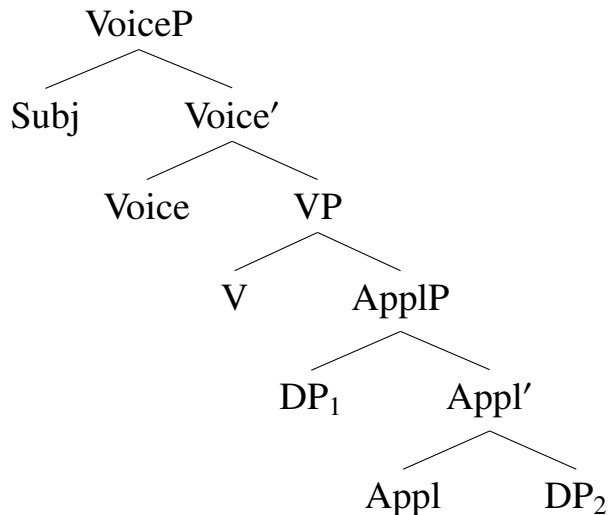 VoiceP
Subj Voice′
Voice VP
V ApplP
DP₁ Appl′
Appl DP₂